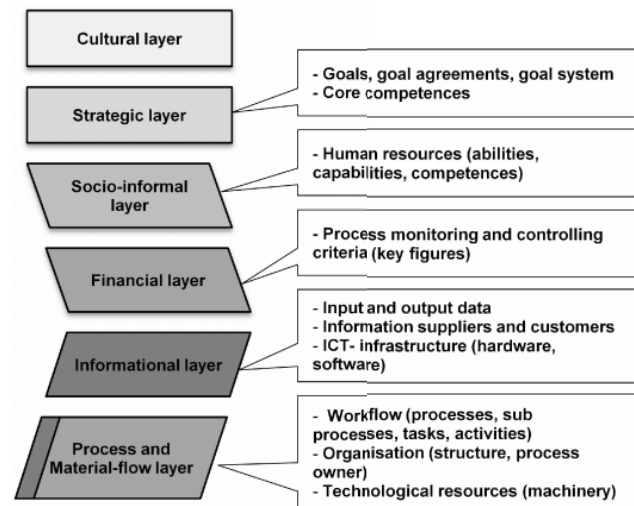 Cultural layer
Strategic layer
- Goals, goal agreements, goal system
- Core competences
Socio-informal
layer
- Human resources (abilities,
capabilities, competences)
Financial layer
- Process monitoring and controlling
criteria (key figures)
Informational layer
- Input and output data
- Information suppliers and customers
- ICT- infrastructure (hardware,
software)
Process and
Material-flow layer
- Workflow (processes, sub
processes, tasks, activities)
- Organisation (structure, process
owner)
- Technological resources (machinery)